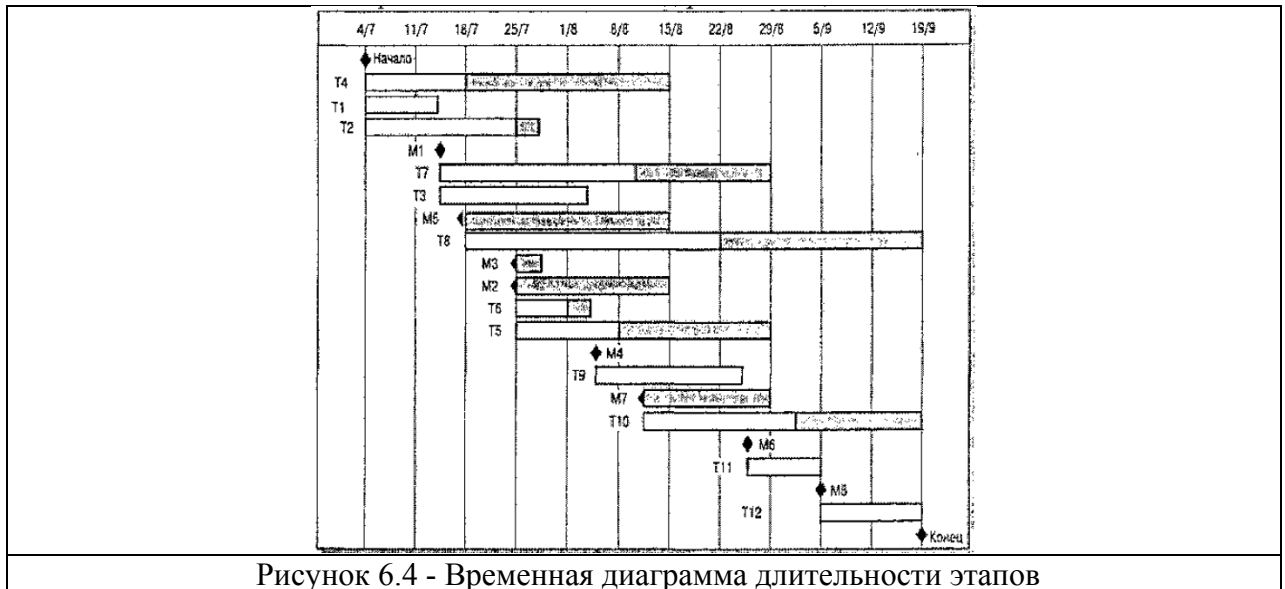 4/7 11/7 18/7 25/7 1/8 8/8 15/8 22/8 29/8 5/9 12/9 19/9
Начало
T4
T1
T2
M1
T7
T3
M5
T8
M3
M2
T6
T5
M4
T9
M7
T10
M6
T11
M8
T12
Конец
Рисунок 6.4 - Временная диаграмма длительности этапов